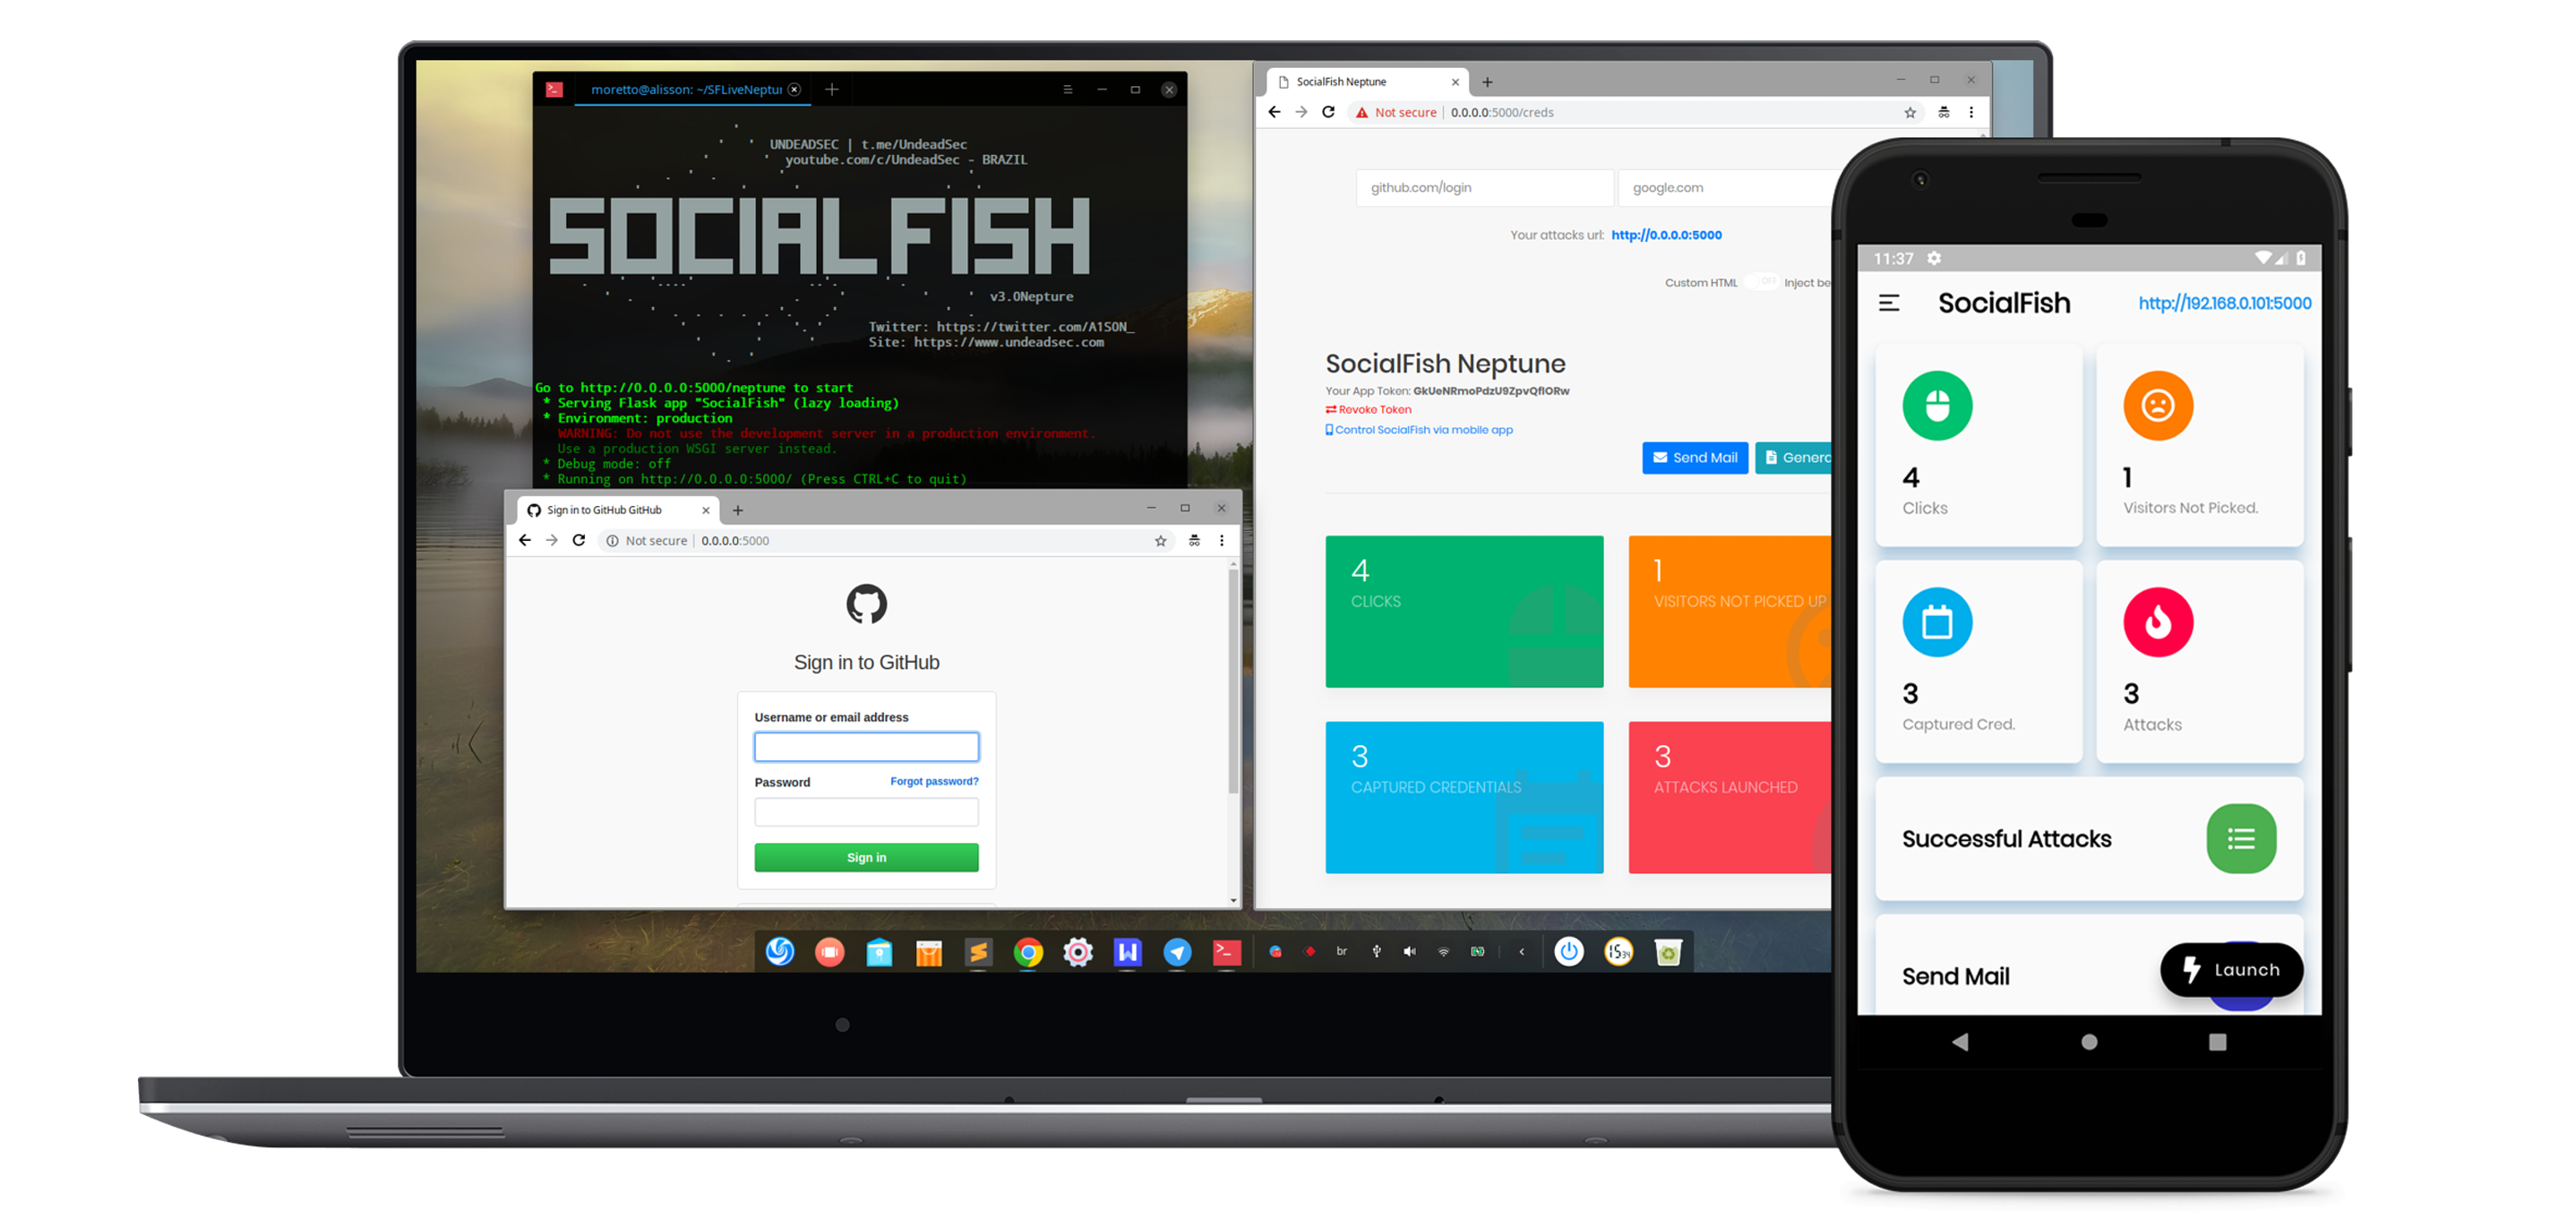 moretto@alisson: ~/SFLiveNeptu
UNDEADSEC | t.me/UndeadSec
youtube.com/c/UndeadSec - BRAZIL
SOCIALFISH
v3.0Nepture
Twitter: https://twitter.com/A1S0N_
Site: https://www.undeadsec.com
Go to http://0.0.0.0:5000/neptune to start
* Serving Flask app "SocialFish" (lazy loading)
* Environment: production
WARNING: Do not use the development server in a production environment.
Use a production WSGI server instead.
* Debug mode: off
* Running on http://0.0.0.0:5000/ (Press CTRL+C to quit)
Sign in to GitHub GitHub
Not secure | 0.0.0.0:5000
Sign in to GitHub
Username or email address
Password Forgot password?
Sign in
SocialFish Neptune
Not secure | 0.0.0.0:5000/creds
github.com/login google.com
Your attacks url: http://0.0.0.0:5000
Custom HTML OFF Inject be
SocialFish Neptune
Your App Token: GkUeNRmoPdzU9ZpvQflORw
Revoke Token
Control SocialFish via mobile app
Send Mail Genera
4
CLICKS
1
VISITORS NOT PICKED UP
3
CAPTURED CREDENTIALS
3
ATTACKS LAUNCHED
br
15 34
11:37
SocialFish http://192.168.0.101:5000
4
Clicks
1
Visitors Not Picked.
3
Captured Cred.
3
Attacks
Successful Attacks
Send Mail
Launch